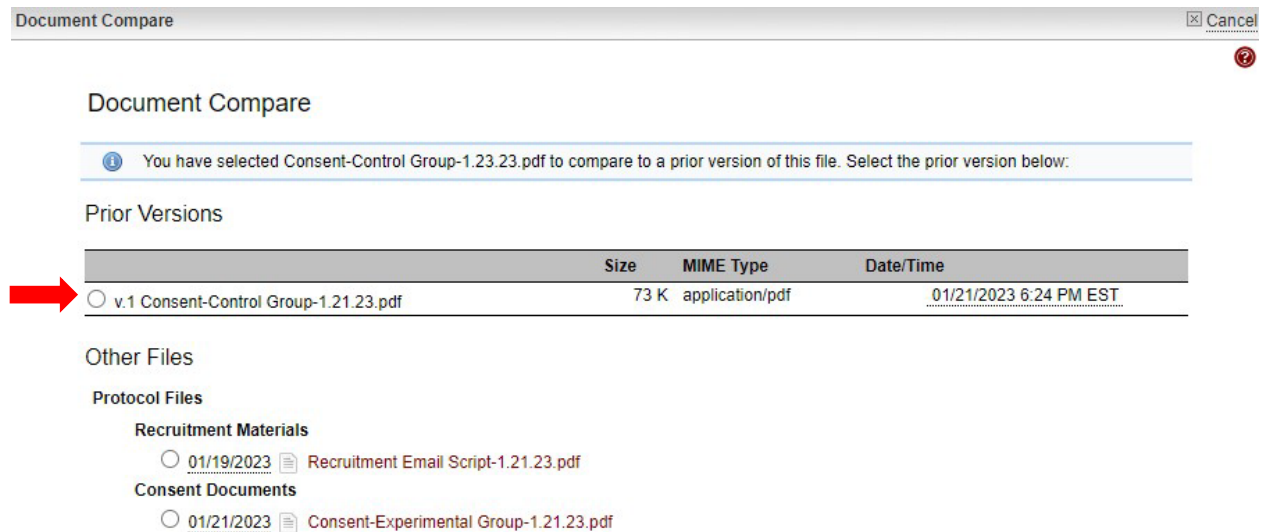 Document Compare Cancel
Document Compare
You have selected Consent-Control Group-1.23.23.pdf to compare to a prior version of this file. Select the prior version below:
Prior Versions
Size MIME Type Date/Time
v.1 Consent-Control Group-1.21.23.pdf 73 K application/pdf 01/21/2023 6:24 PM EST
Other Files
Protocol Files
Recruitment Materials
01/19/2023 Recruitment Email Script-1.21.23.pdf
Consent Documents
01/21/2023 Consent-Experimental Group-1.21.23.pdf